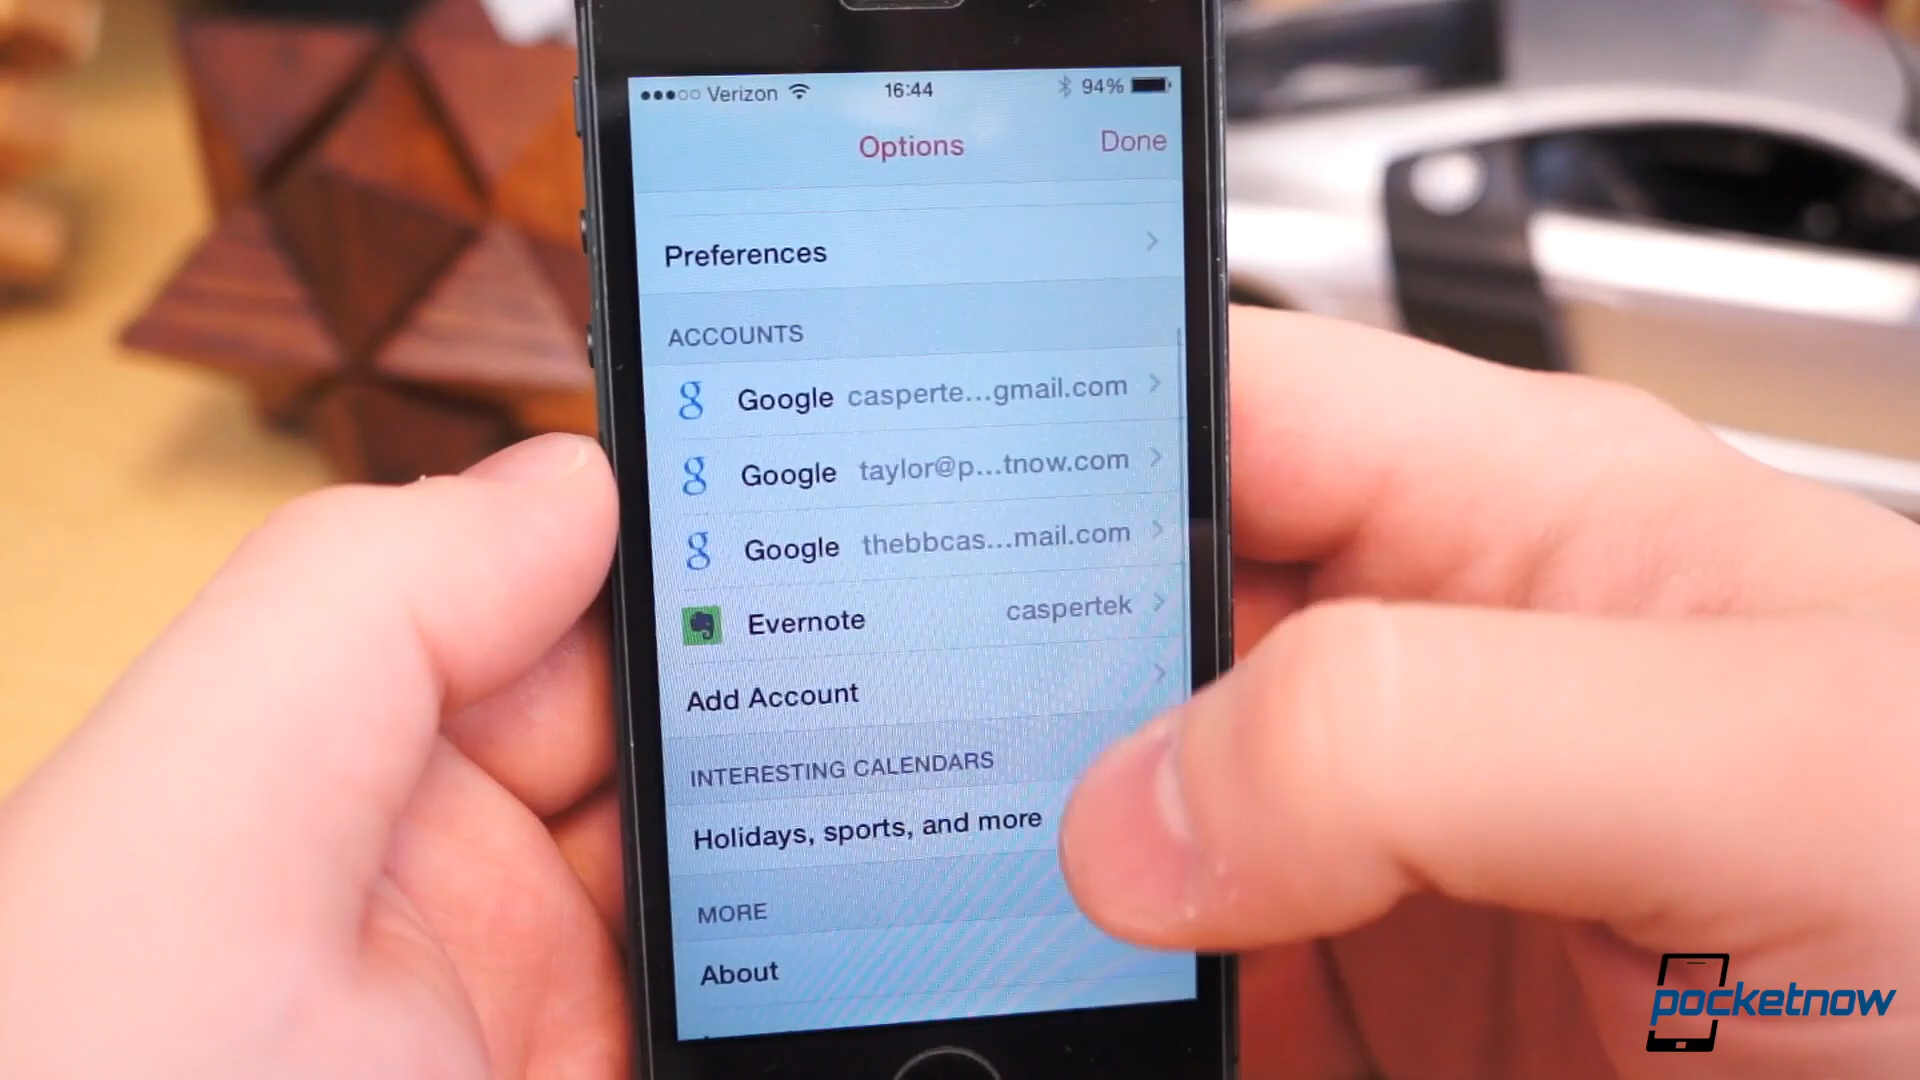 Verizon 16:44 94%
Options Done
Preferences
ACCOUNTS
Google casperte...gmail.com
Google taylor@p...tnow.com
Google thebbcas...mail.com
Evernote caspertek
Add Account
INTERESTING CALENDARS
Holidays, sports, and more
MORE
About
pocketnow